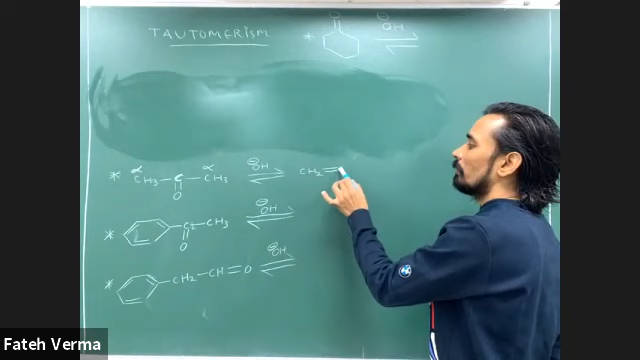 TAUTOMERISM
* O ⊖OH ⇌
* α CH3 – C – CH3 α ⊖OH ⇌ CH2 =
O
* C – CH3 ⊖OH ⇌
O
* CH2 – CH = O ⊖OH ⇌
Fateh Verma